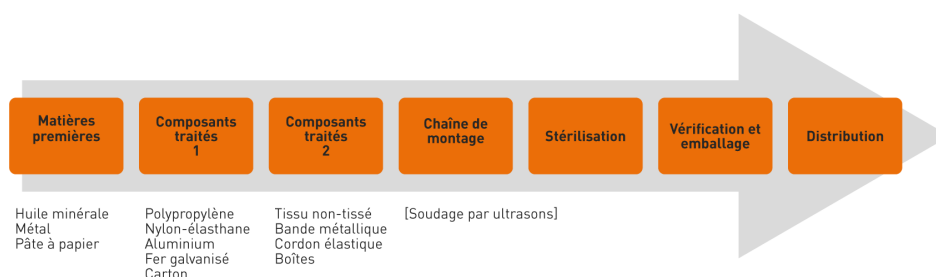 Matières
premières
Composants
traités
1
Composants
traités
2
Chaîne de
montage
Stérilisation
Vérification et
emballage
Distribution
Huile minérale
Métal
Pâte à papier
Polypropylène
Nylon-élasthane
Aluminium
Fer galvanisé
Carton
Tissu non-tissé
Bande métallique
Cordon élastique
Boîtes
[Soudage par ultrasons]